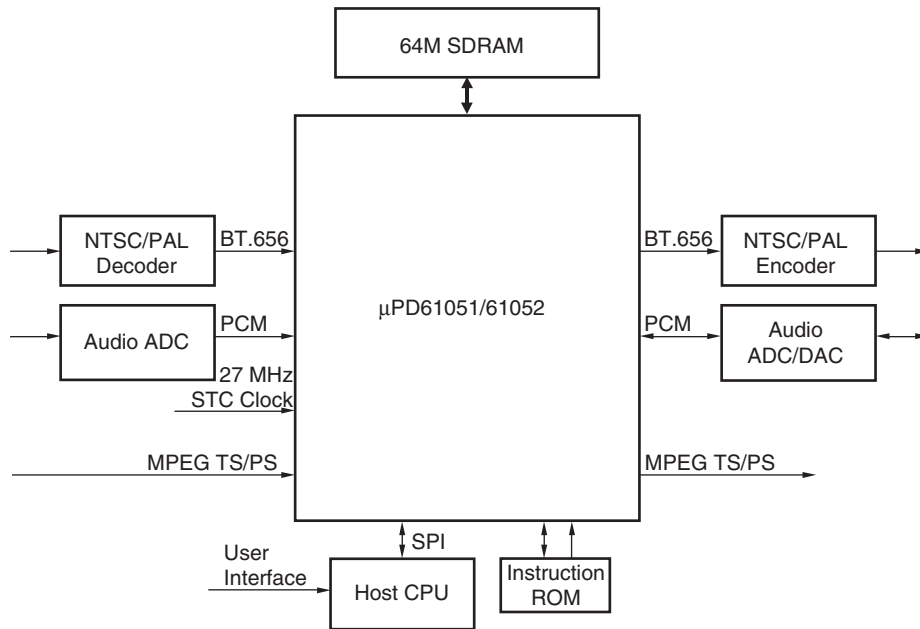 64M SDRAM
NTSC/PAL
Decoder
BT.656
μPD61051/61052
BT.656
NTSC/PAL
Encoder
Audio ADC
PCM
PCM
Audio
ADC/DAC
27 MHz
STC Clock
MPEG TS/PS
MPEG TS/PS
SPI
User
Interface
Host CPU
Instruction
ROM